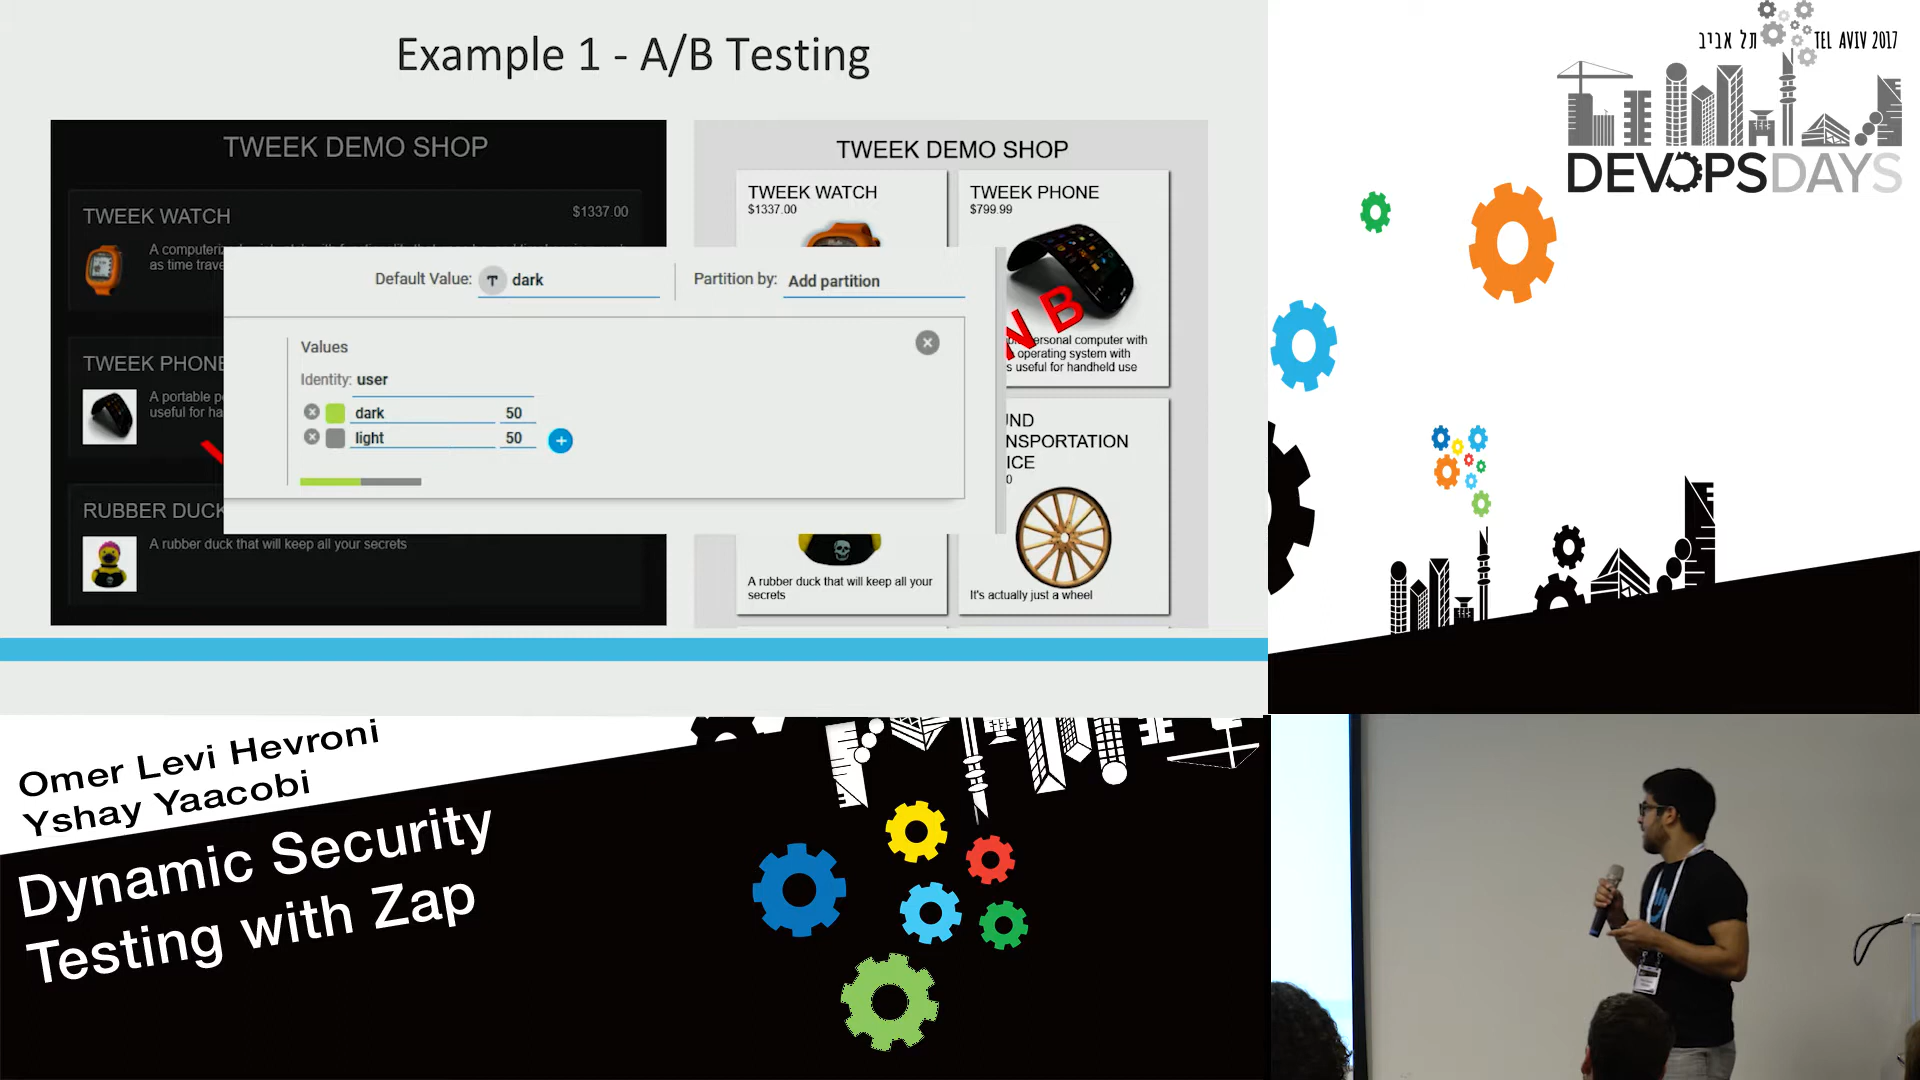 Example 1 - A/B Testing
TWEEK DEMO SHOP
TWEEK WATCH
$1337.00
A computeriz
as time trave
TWEEK PHONE
A portable p
useful for ha
RUBBER DUCK
A rubber duck that will keep all your secrets
TWEEK DEMO SHOP
TWEEK WATCH
$1337.00
TWEEK PHONE
$799.99
personal computer with
operating system with
s useful for handheld use
N B
UND
NSPORTATION
ICE
0
A rubber duck that will keep all your
secrets
It's actually just a wheel
Default Value: T dark
Partition by: Add partition
Values
Identity: user
dark 50
light 50
תל אביב TEL AVIV 2017
DEVOPSDAYS
Omer Levi Hevroni
Yshay Yaacobi
Dynamic Security
Testing with Zap